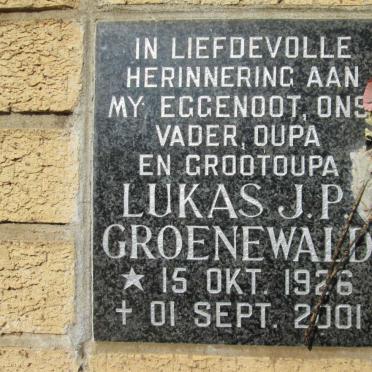 IN LIEFDEVOLLE
HERINNERING AAN
MY EGGENOOT, ONS
VADER, OUPA
EN GROOTOUPA
LUKAS J.P.
GROENEWALD
★ 15 OKT. 1926
✝ 01 SEPT. 2001